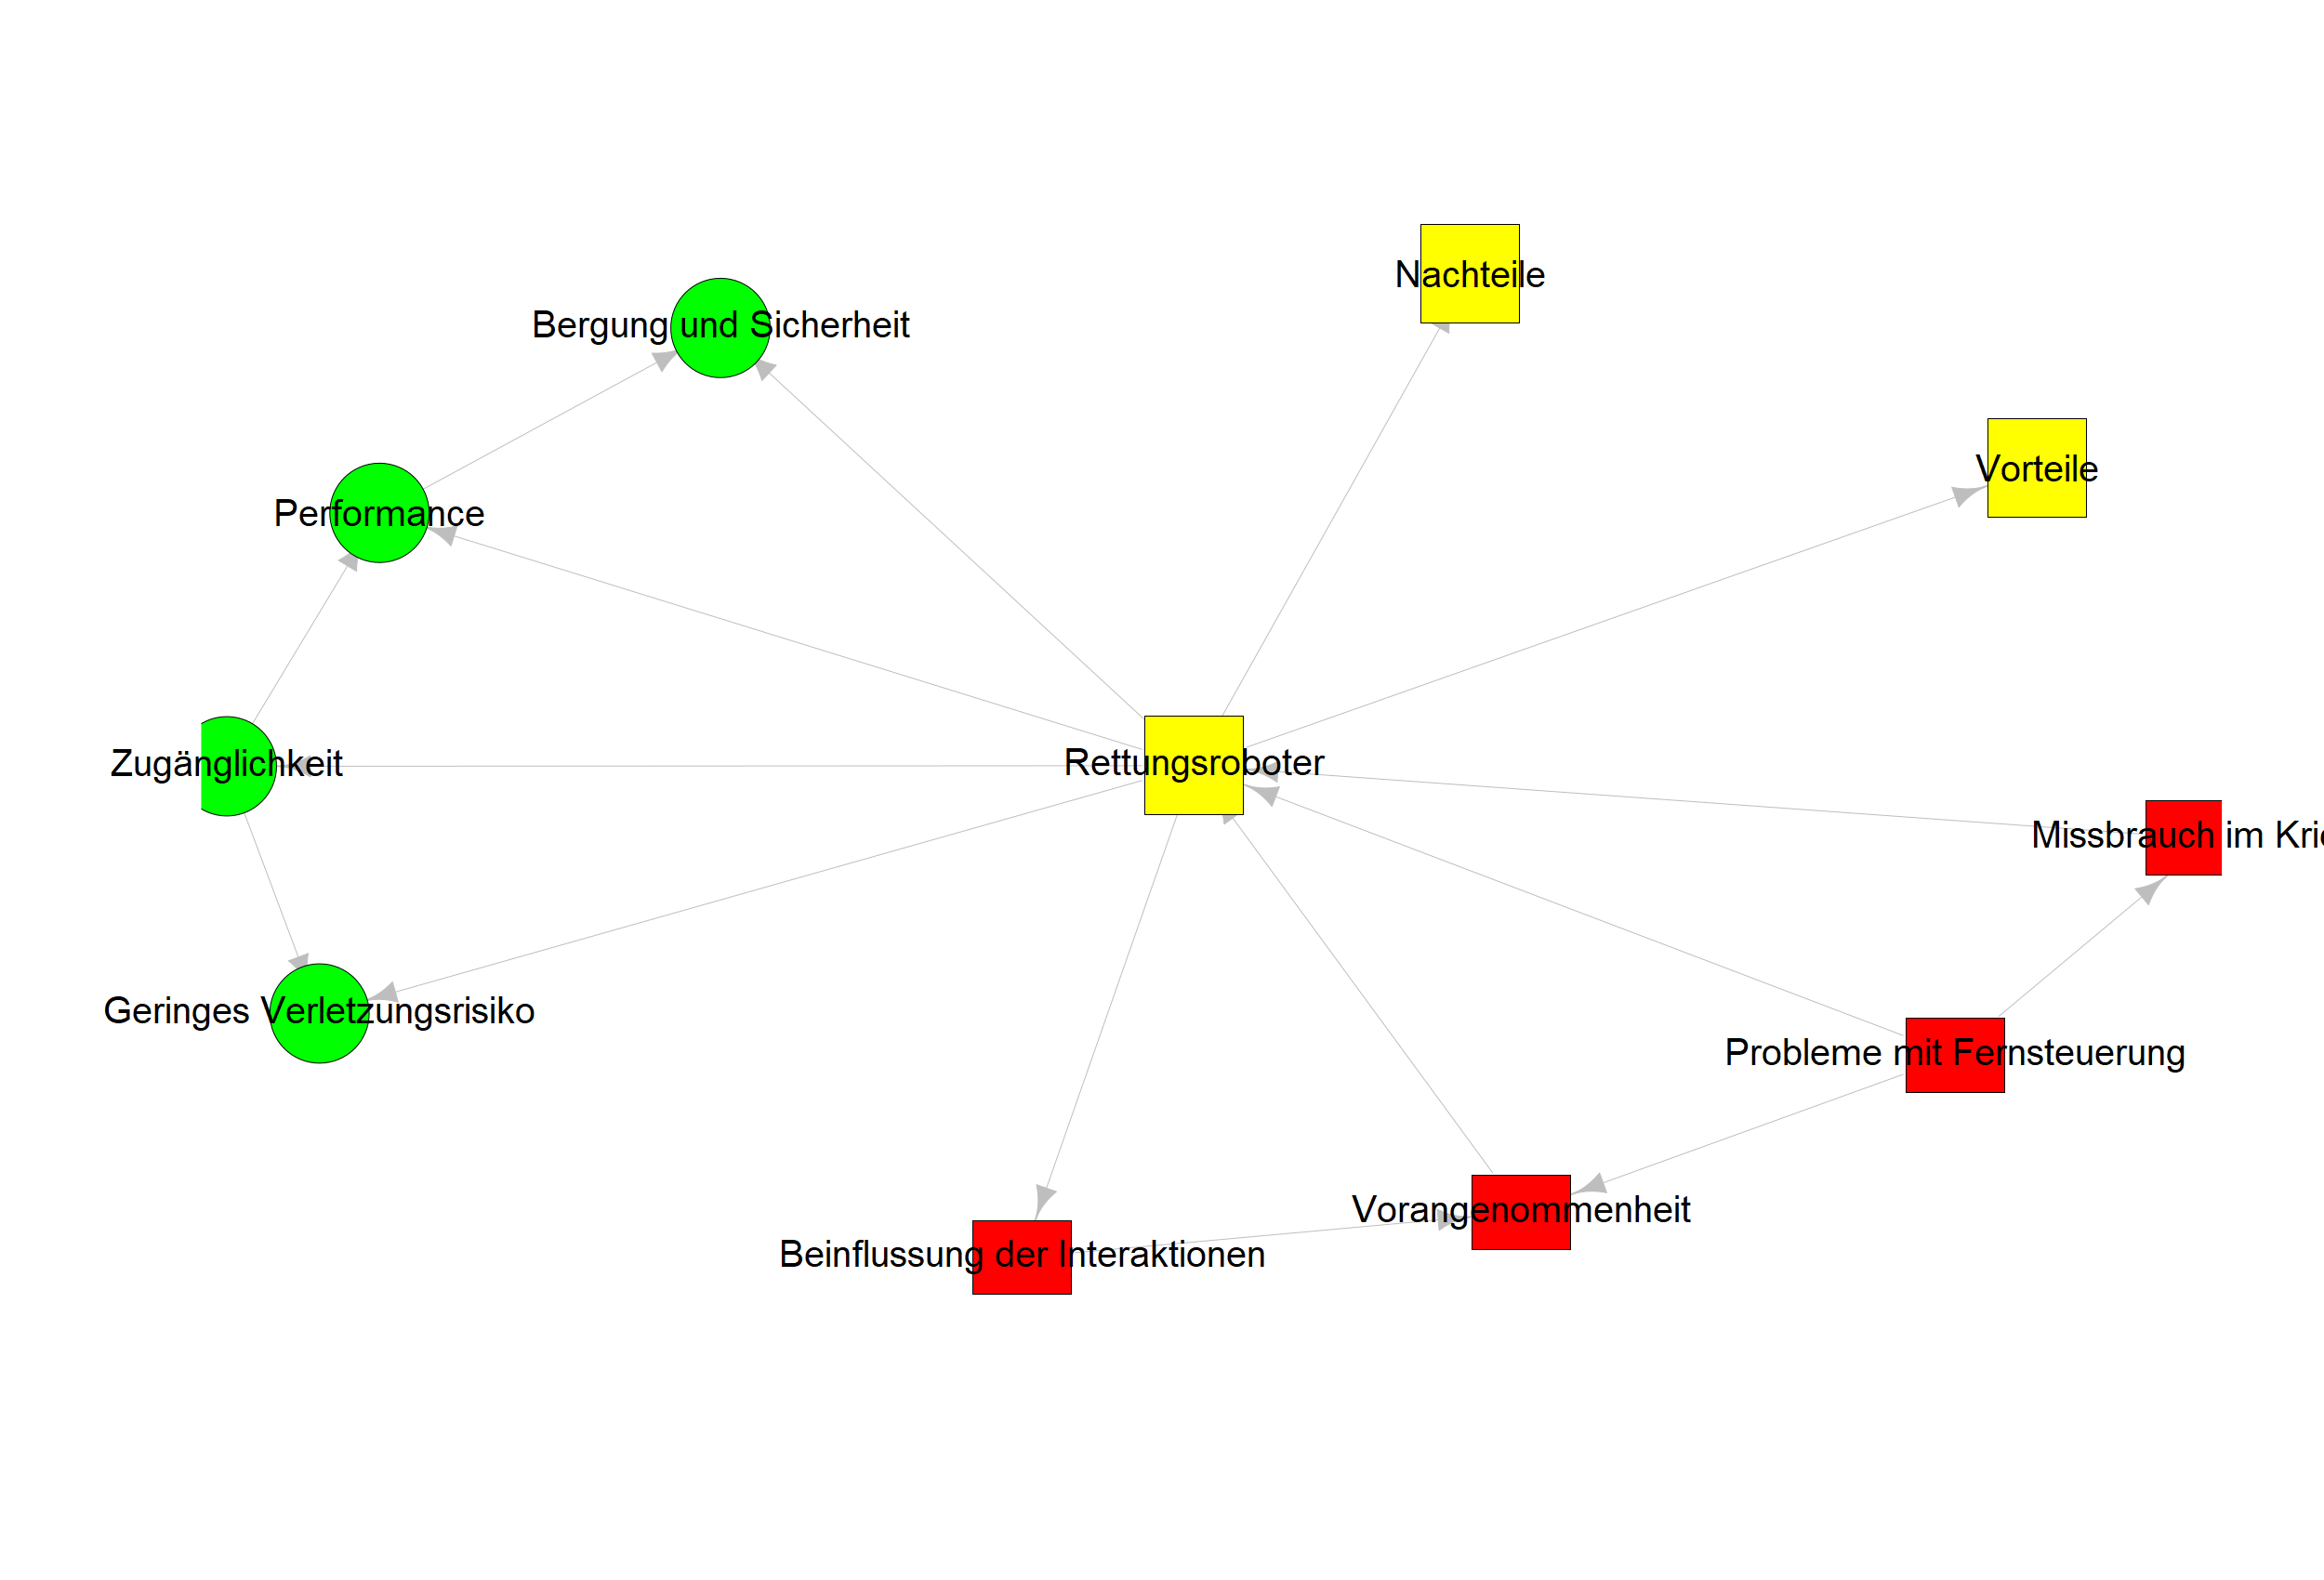 Nachteile
Bergung und Sicherheit
Vorteile
Performance
Rettungsroboter
Zugänglichkeit
Missbrauch im
Geringes Verletzungsrisiko
Probleme mit Fernsteuerung
Vorangenommenheit
Beinflussung der Interaktionen